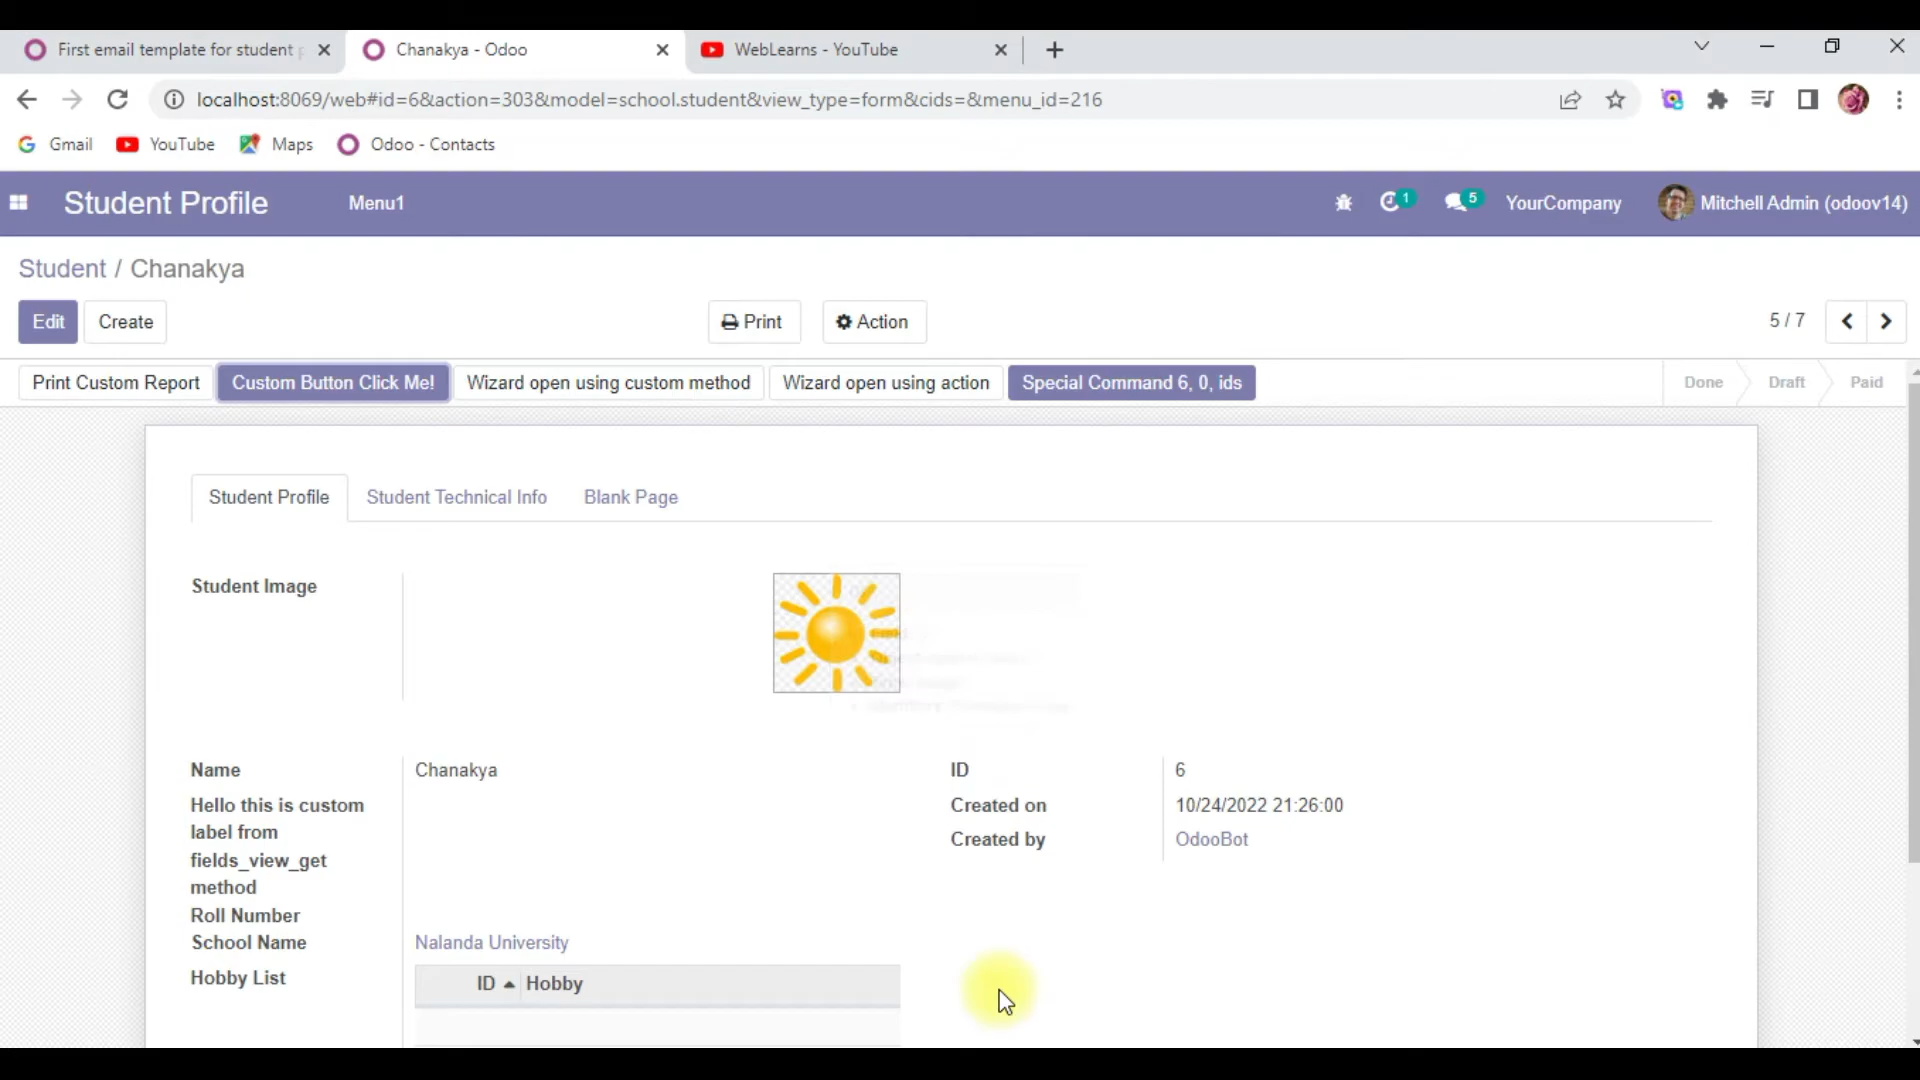 First email template for student
Chanakya - Odoo
WebLearns - YouTube
localhost:8069/web#id=6&action=303&model=school.student&view_type=form&cids=&menu_id=216
Gmail
YouTube
Maps
Odoo - Contacts
Student Profile
Menu1
1
5
YourCompany
Mitchell Admin (odoov14)
Student / Chanakya
Edit
Create
Print
Action
5 / 7
Print Custom Report
Custom Button Click Me!
Wizard open using custom method
Wizard open using action
Special Command 6, 0, ids
Done
Draft
Paid
Student Profile
Student Technical Info
Blank Page
Student Image
Name
Chanakya
ID
6
Hello this is custom
label from
fields_view_get
method
Created on
10/24/2022 21:26:00
Created by
OdooBot
Roll Number
School Name
Nalanda University
Hobby List
ID
Hobby